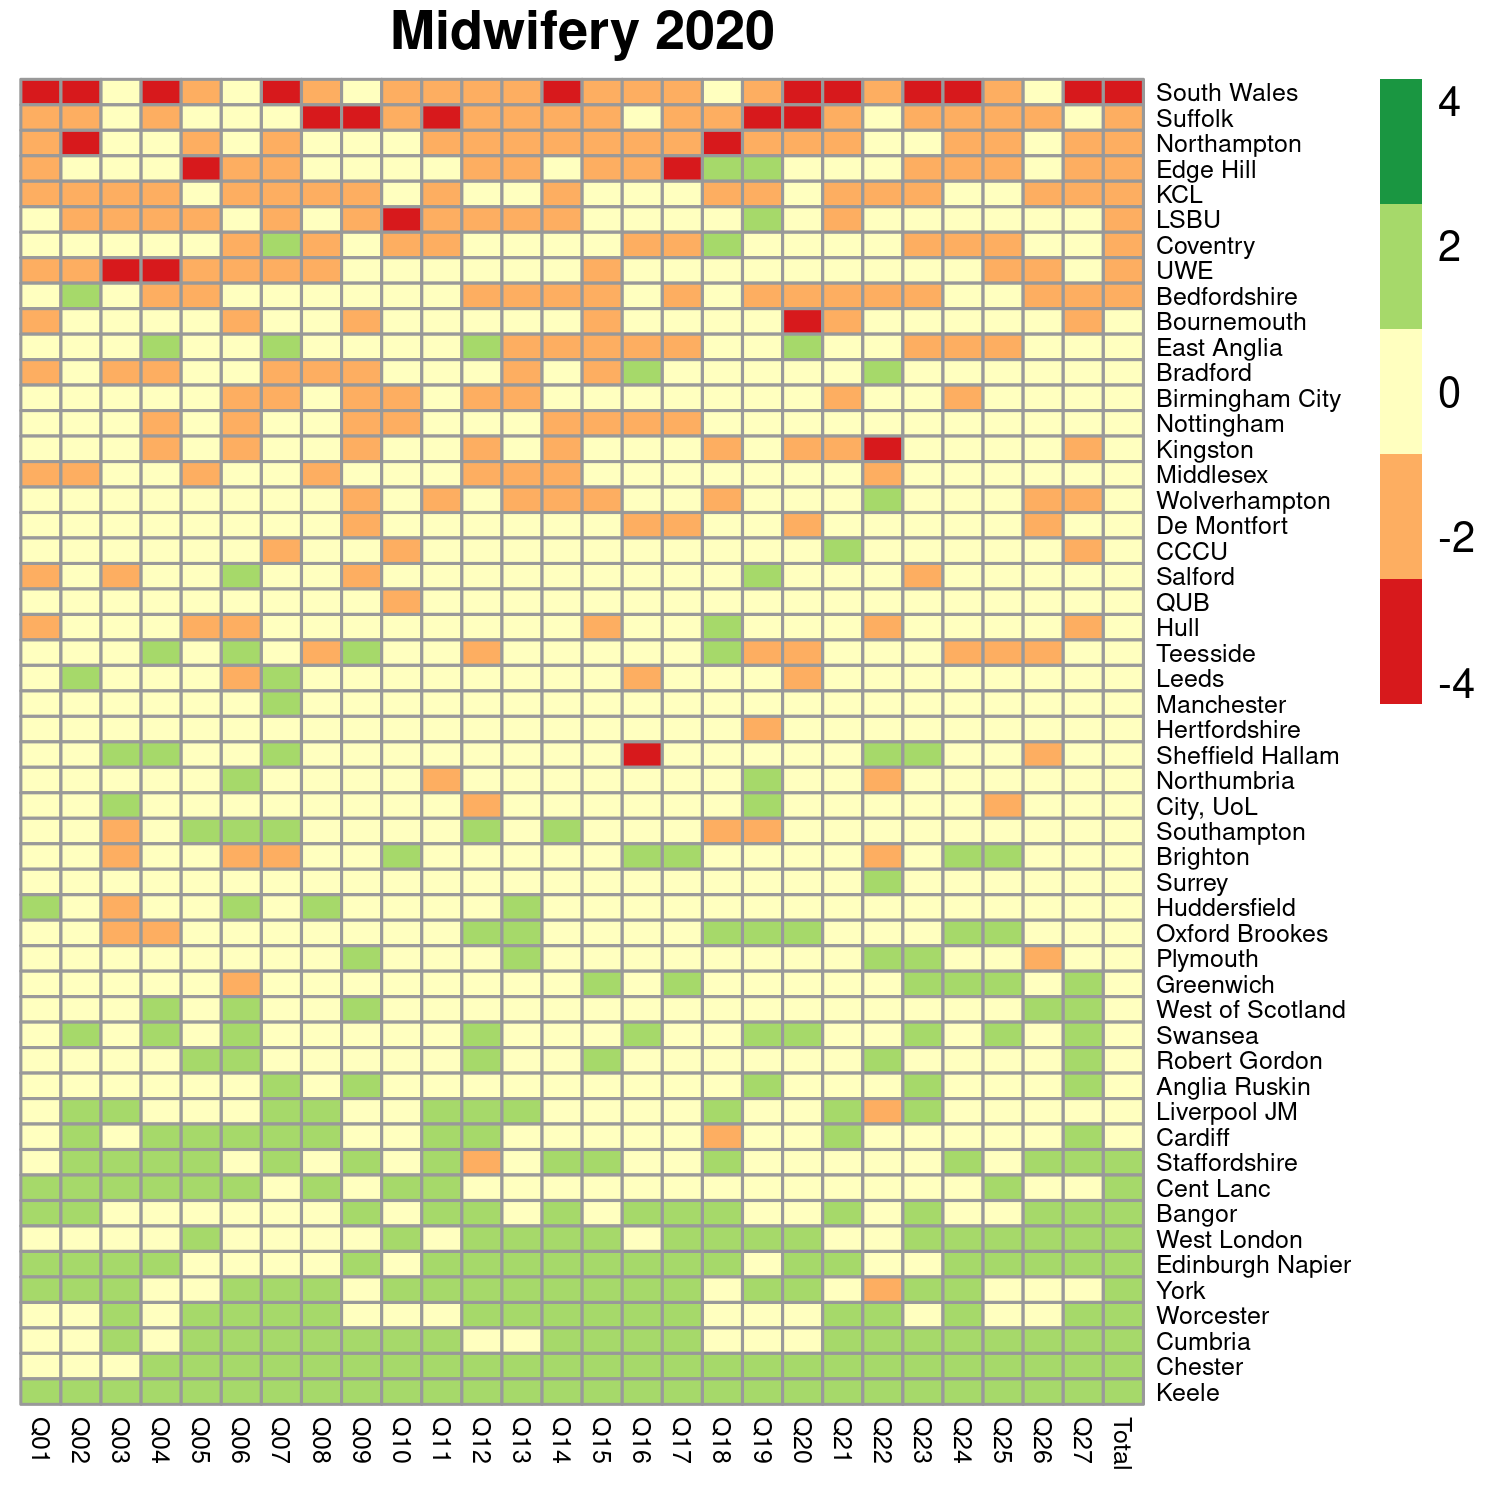 Midwifery 2020
South Wales
Suffolk
Northampton
Edge Hill
KCL
LSBU
Coventry
UWE
Bedfordshire
Bournemouth
East Anglia
Bradford
Birmingham City
Nottingham
Kingston
Middlesex
Wolverhampton
De Montfort
CCCU
Salford
QUB
Hull
Teesside
Leeds
Manchester
Hertfordshire
Sheffield Hallam
Northumbria
City, UoL
Southampton
Brighton
Surrey
Huddersfield
Oxford Brookes
Plymouth
Greenwich
West of Scotland
Swansea
Robert Gordon
Anglia Ruskin
Liverpool JM
Cardiff
Staffordshire
Cent Lanc
Bangor
West London
Edinburgh Napier
York
Worcester
Cumbria
Chester
Keele
4
2
0
-2
-4
Q01
Q02
Q03
Q04
Q05
Q06
Q07
Q08
Q09
Q10
Q11
Q12
Q13
Q14
Q15
Q16
Q17
Q18
Q19
Q20
Q21
Q22
Q23
Q24
Q25
Q26
Q27
Total